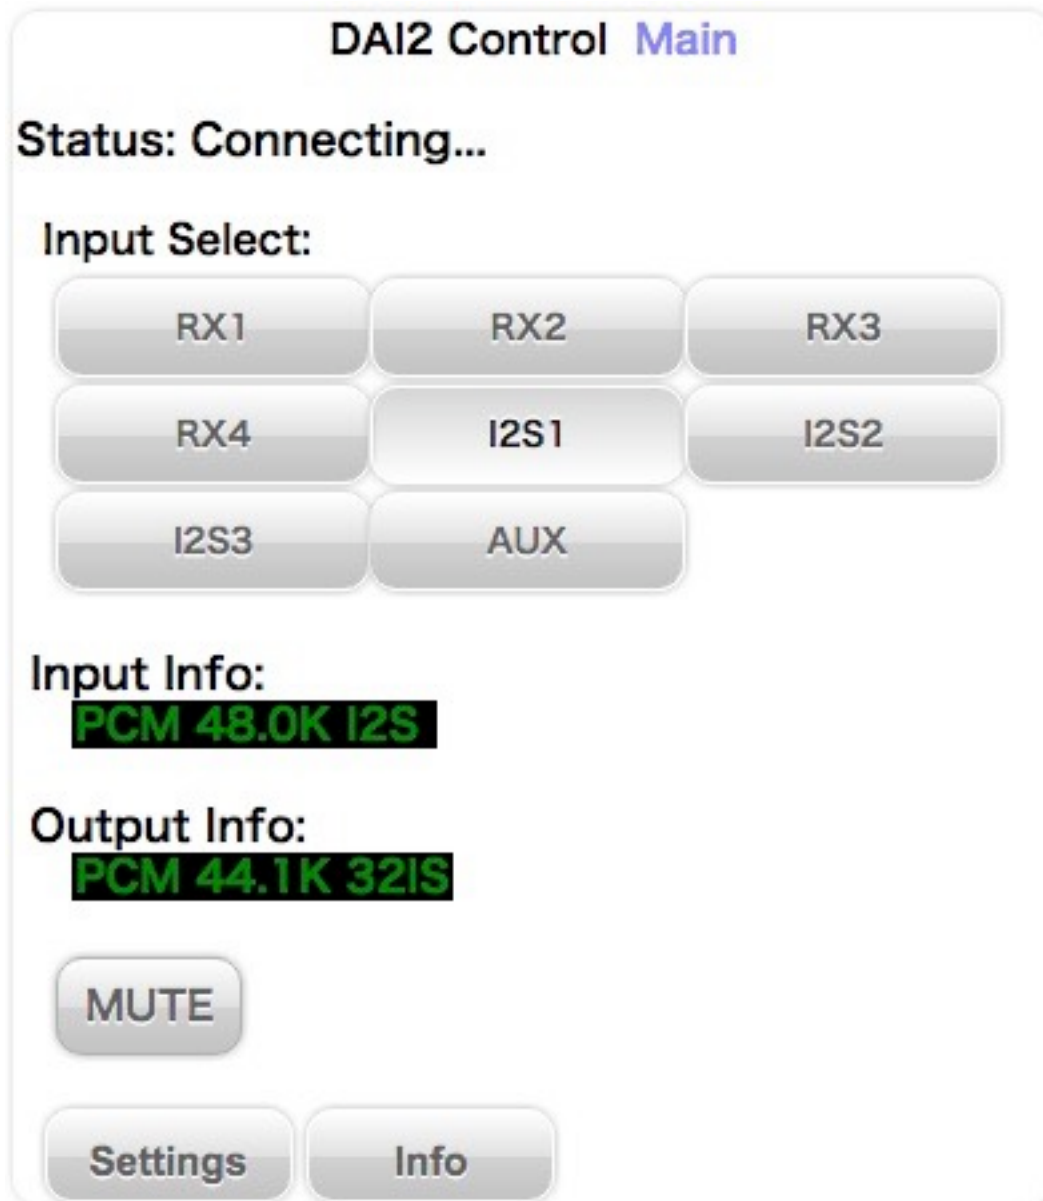 DAI2 Control Main
Status: Connecting...
Input Select:
RX1 RX2 RX3
RX4 I2S1 I2S2
I2S3 AUX
Input Info:
PCM 48.0K I2S
Output Info:
PCM 44.1K 32IS
MUTE
Settings Info